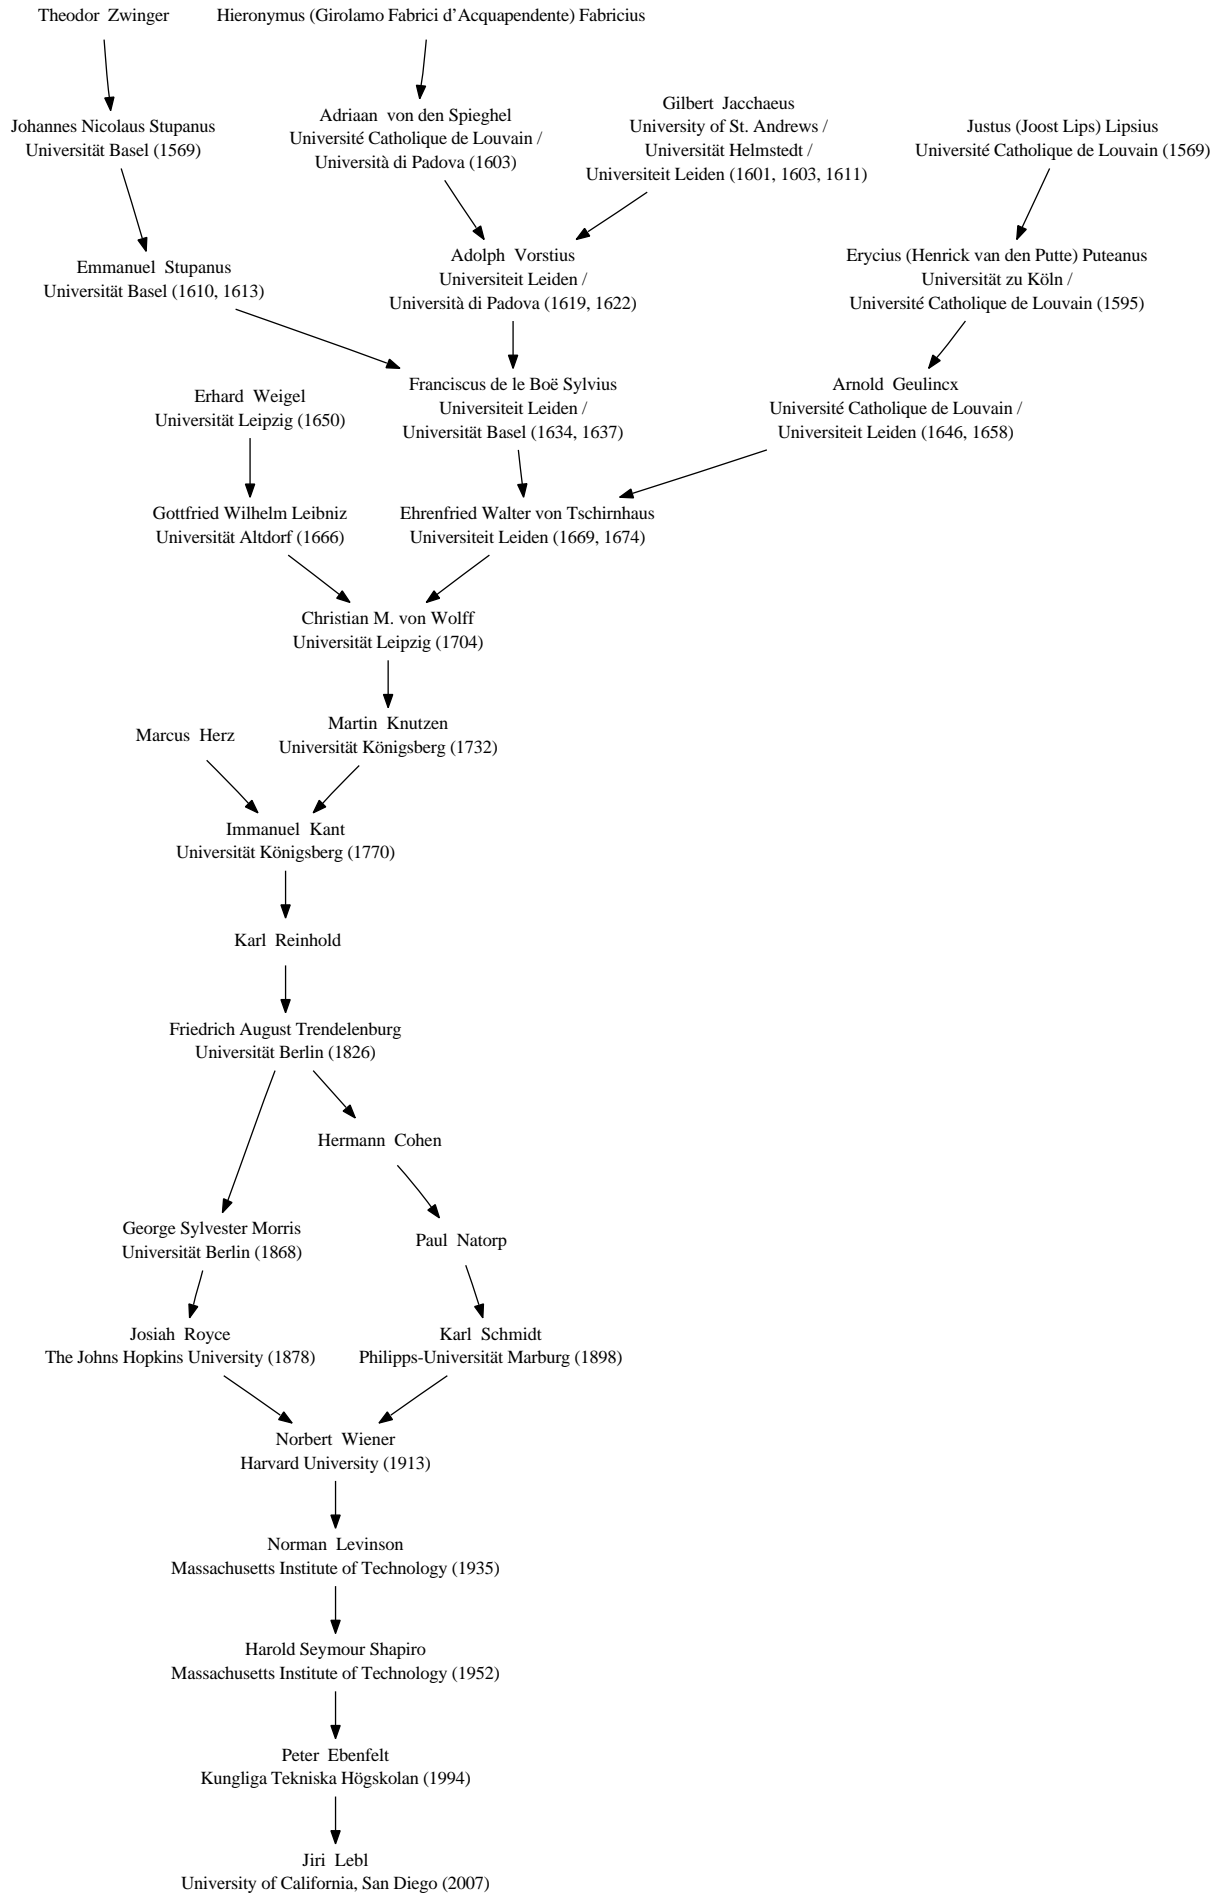 Theodor Zwinger
Hieronymus (Girolamo Fabrici d'Acquapendente) Fabricius
Johannes Nicolaus Stupanus
Universität Basel (1569)
Adriaan von den Spieghel
Université Catholique de Louvain /
Università di Padova (1603)
Gilbert Jacchaeus
University of St. Andrews /
Universität Helmstedt /
Universiteit Leiden (1601, 1603, 1611)
Justus (Joost Lips) Lipsius
Université Catholique de Louvain (1569)
Emmanuel Stupanus
Universität Basel (1610, 1613)
Adolph Vorstius
Universiteit Leiden /
Università di Padova (1619, 1622)
Erycius (Henrick van den Putte) Puteanus
Universität zu Köln /
Université Catholique de Louvain (1595)
Erhard Weigel
Universität Leipzig (1650)
Franciscus de le Boë Sylvius
Universiteit Leiden /
Universität Basel (1634, 1637)
Arnold Geulincx
Université Catholique de Louvain /
Universiteit Leiden (1646, 1658)
Gottfried Wilhelm Leibniz
Universität Altdorf (1666)
Ehrenfried Walter von Tschirnhaus
Universiteit Leiden (1669, 1674)
Christian M. von Wolff
Universität Leipzig (1704)
Marcus Herz
Martin Knutzen
Universität Königsberg (1732)
Immanuel Kant
Universität Königsberg (1770)
Karl Reinhold
Friedrich August Trendelenburg
Universität Berlin (1826)
Hermann Cohen
George Sylvester Morris
Universität Berlin (1868)
Paul Natorp
Josiah Royce
The Johns Hopkins University (1878)
Karl Schmidt
Philipps-Universität Marburg (1898)
Norbert Wiener
Harvard University (1913)
Norman Levinson
Massachusetts Institute of Technology (1935)
Harold Seymour Shapiro
Massachusetts Institute of Technology (1952)
Peter Ebenfelt
Kungliga Tekniska Högskolan (1994)
Jiri Lebl
University of California, San Diego (2007)